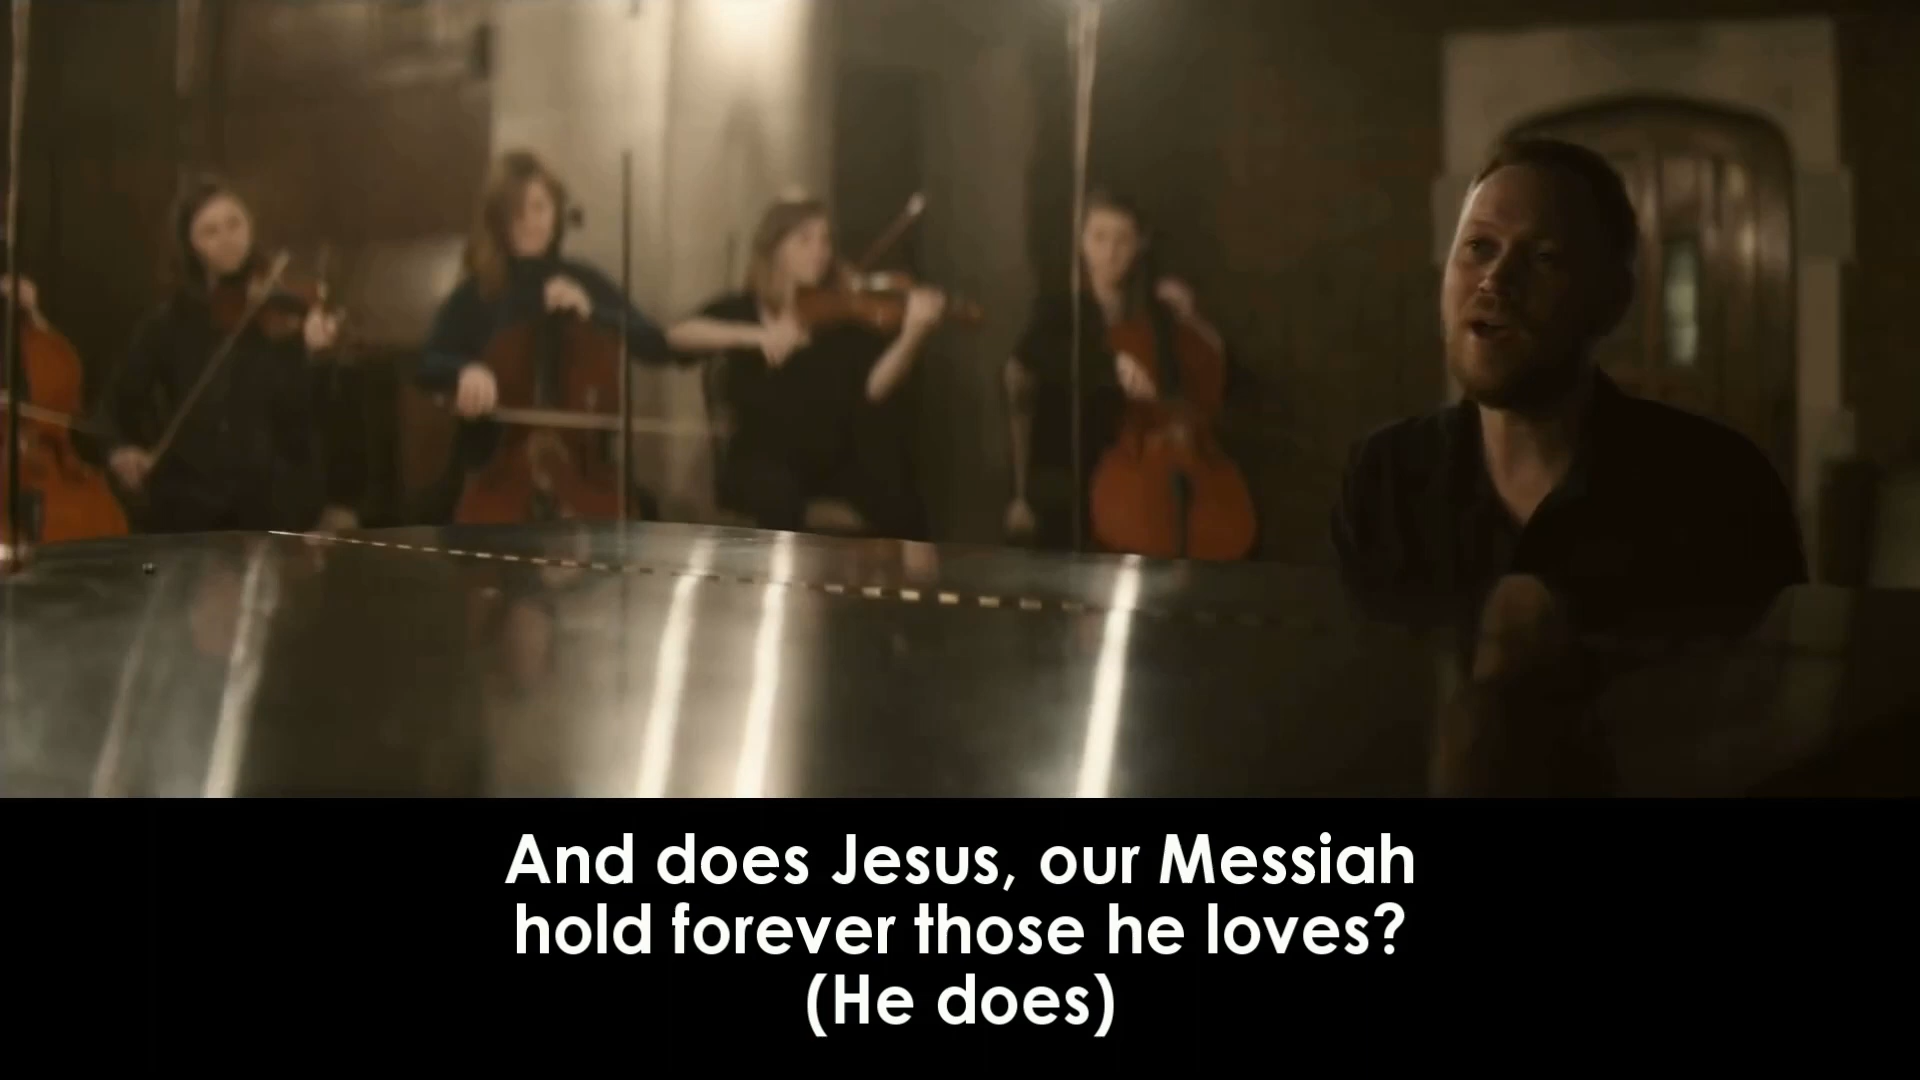 And does Jesus, our Messiah
hold forever those he loves?
(He does)